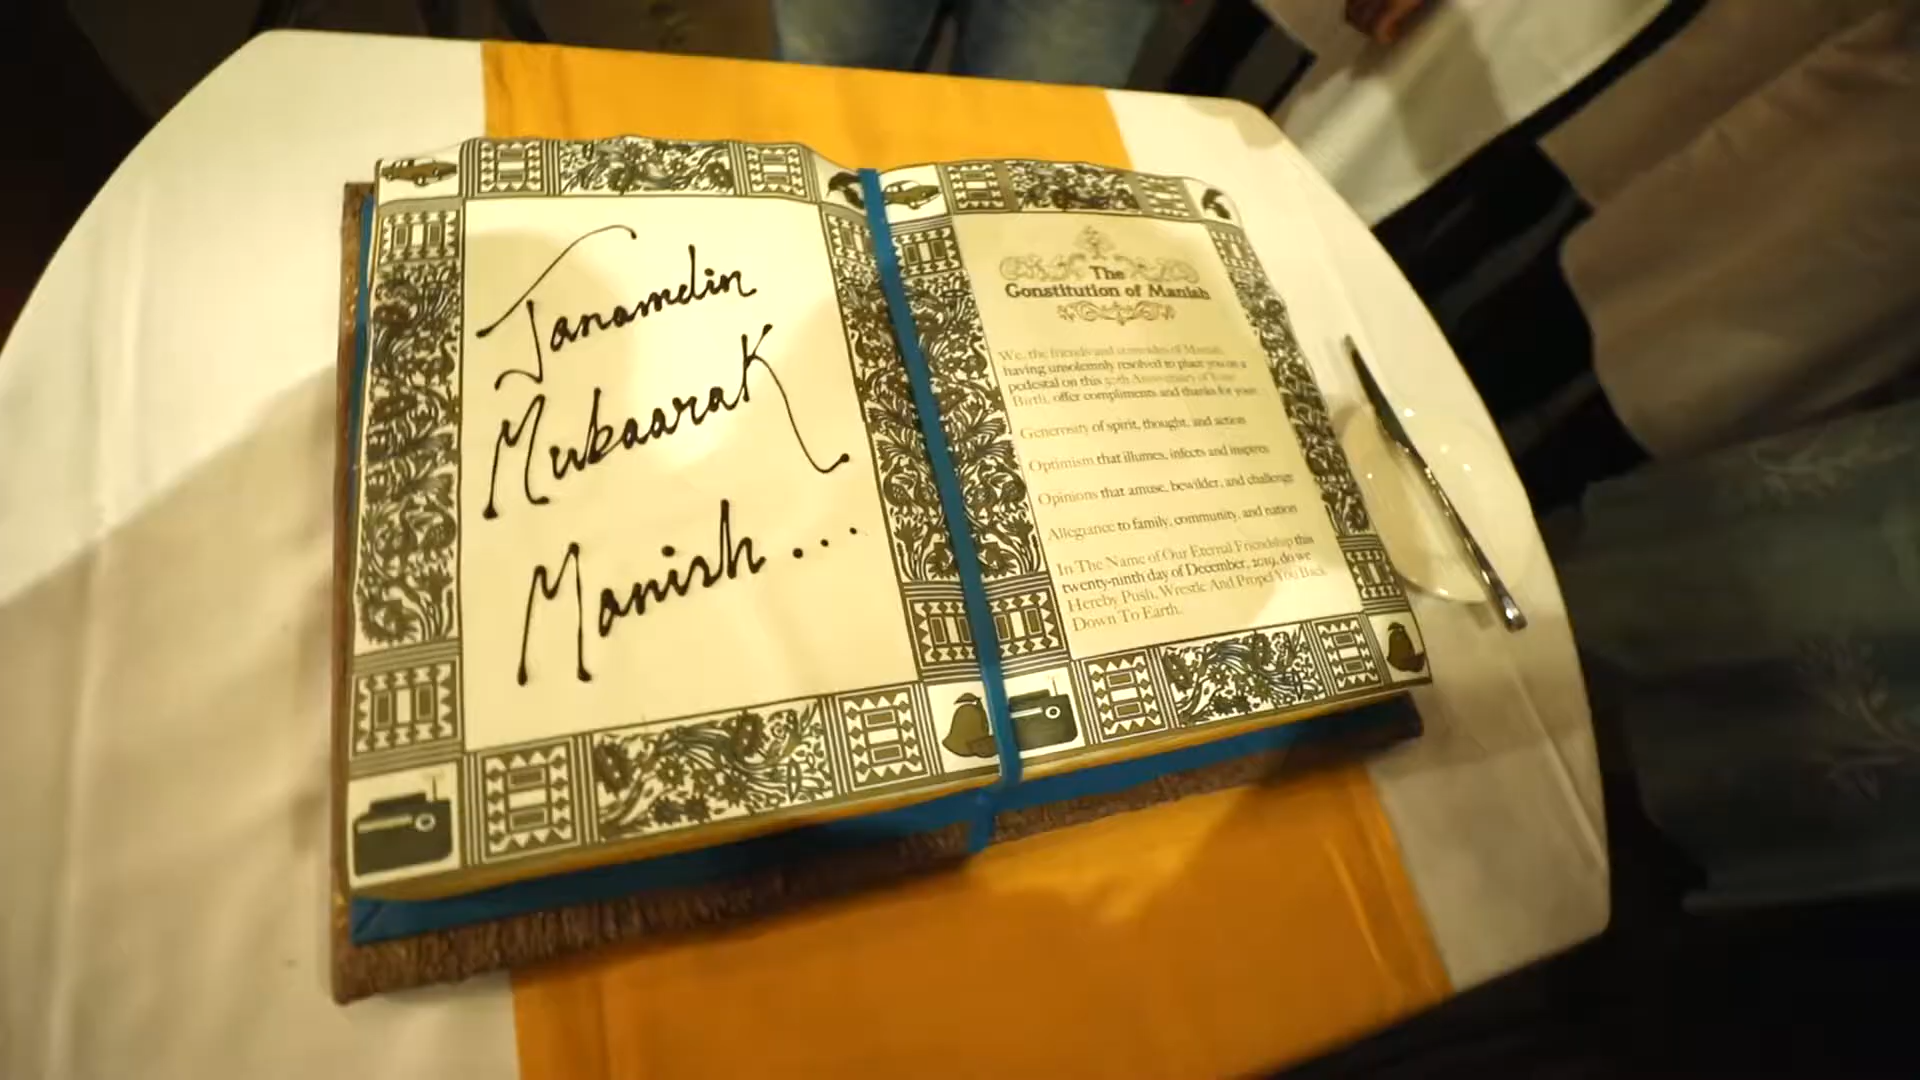 Janamdin
Mubaarak
Manish...
The
Constitution of Manish
We, the friends and comrades of Manish,
having unsolemnly resolved to place you on a
pedestal on this 50th Anniversary of Your
Birth, offer compliments and thanks for your:
Generosity of spirit, thought, and action
Optimism that illumes, infects and inspires
Opinions that amuse, bewilder, and challenge
Allegiance to family, community, and nation
In The Name of Our Eternal Friendship this
twenty-ninth day of December, 2019, do we
Hereby Push, Wrestle And Propel You Back
Down To Earth.